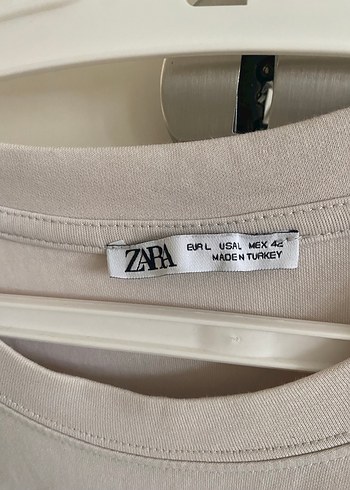 ZARA
EUR L USA L MEX 42
MADE IN TURKEY